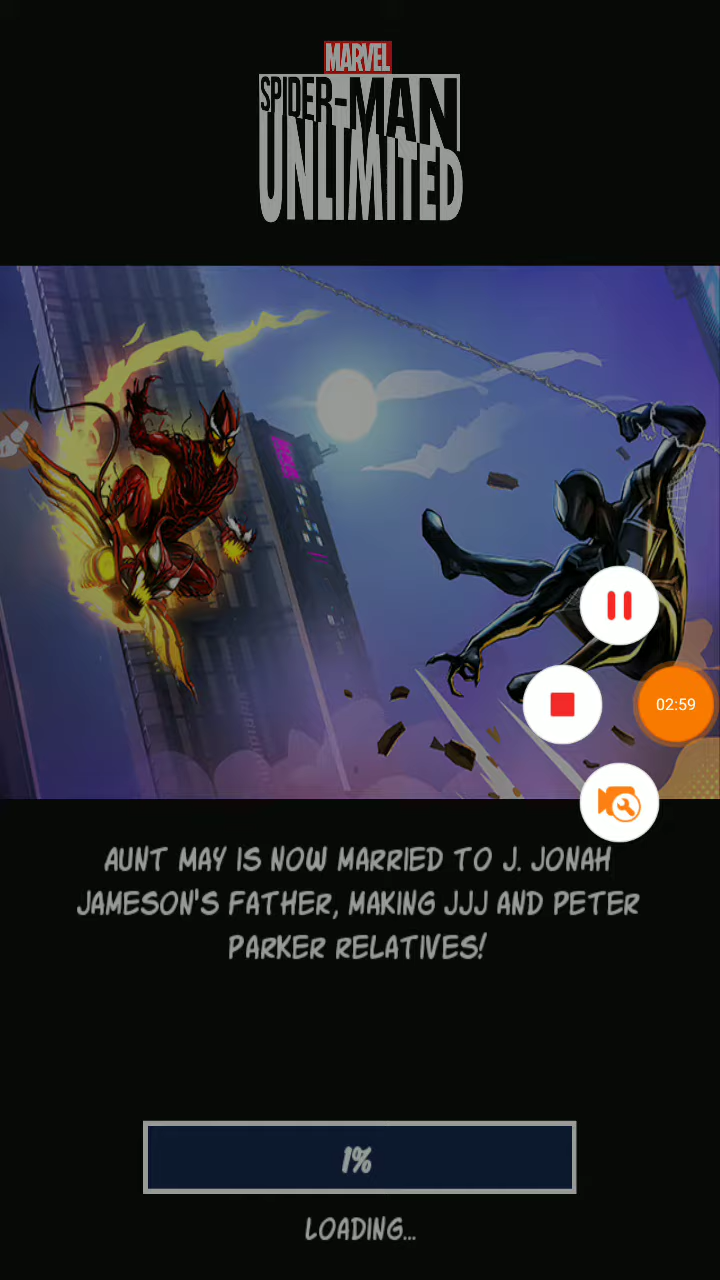 MARVEL
SPIDER-MAN
UNLIMITED
02:59
AUNT MAY IS NOW MARRIED TO J. JONAH
JAMESON'S FATHER, MAKING JJJ AND PETER
PARKER RELATIVES!
1%
LOADING...